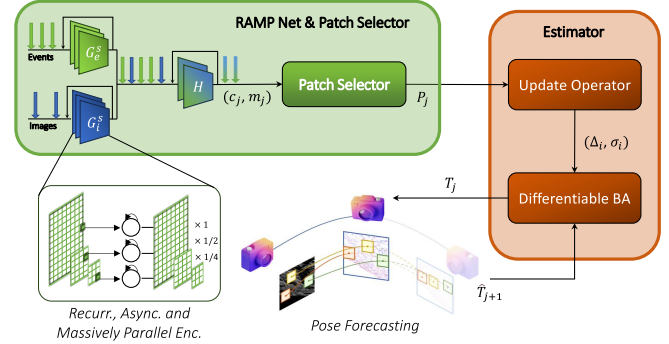 RAMP Net & Patch Selector
Estimator
Events
G_e^s
Images
G_i^s
H
(c_j, m_j)
Patch Selector
P_j
Update Operator
(Δ_i, σ_i)
Differentiable BA
T_j
T̂_{j+1}
× 1
× 1/2
× 1/4
Recurr., Async. and
Massively Parallel Enc.
Pose Forecasting